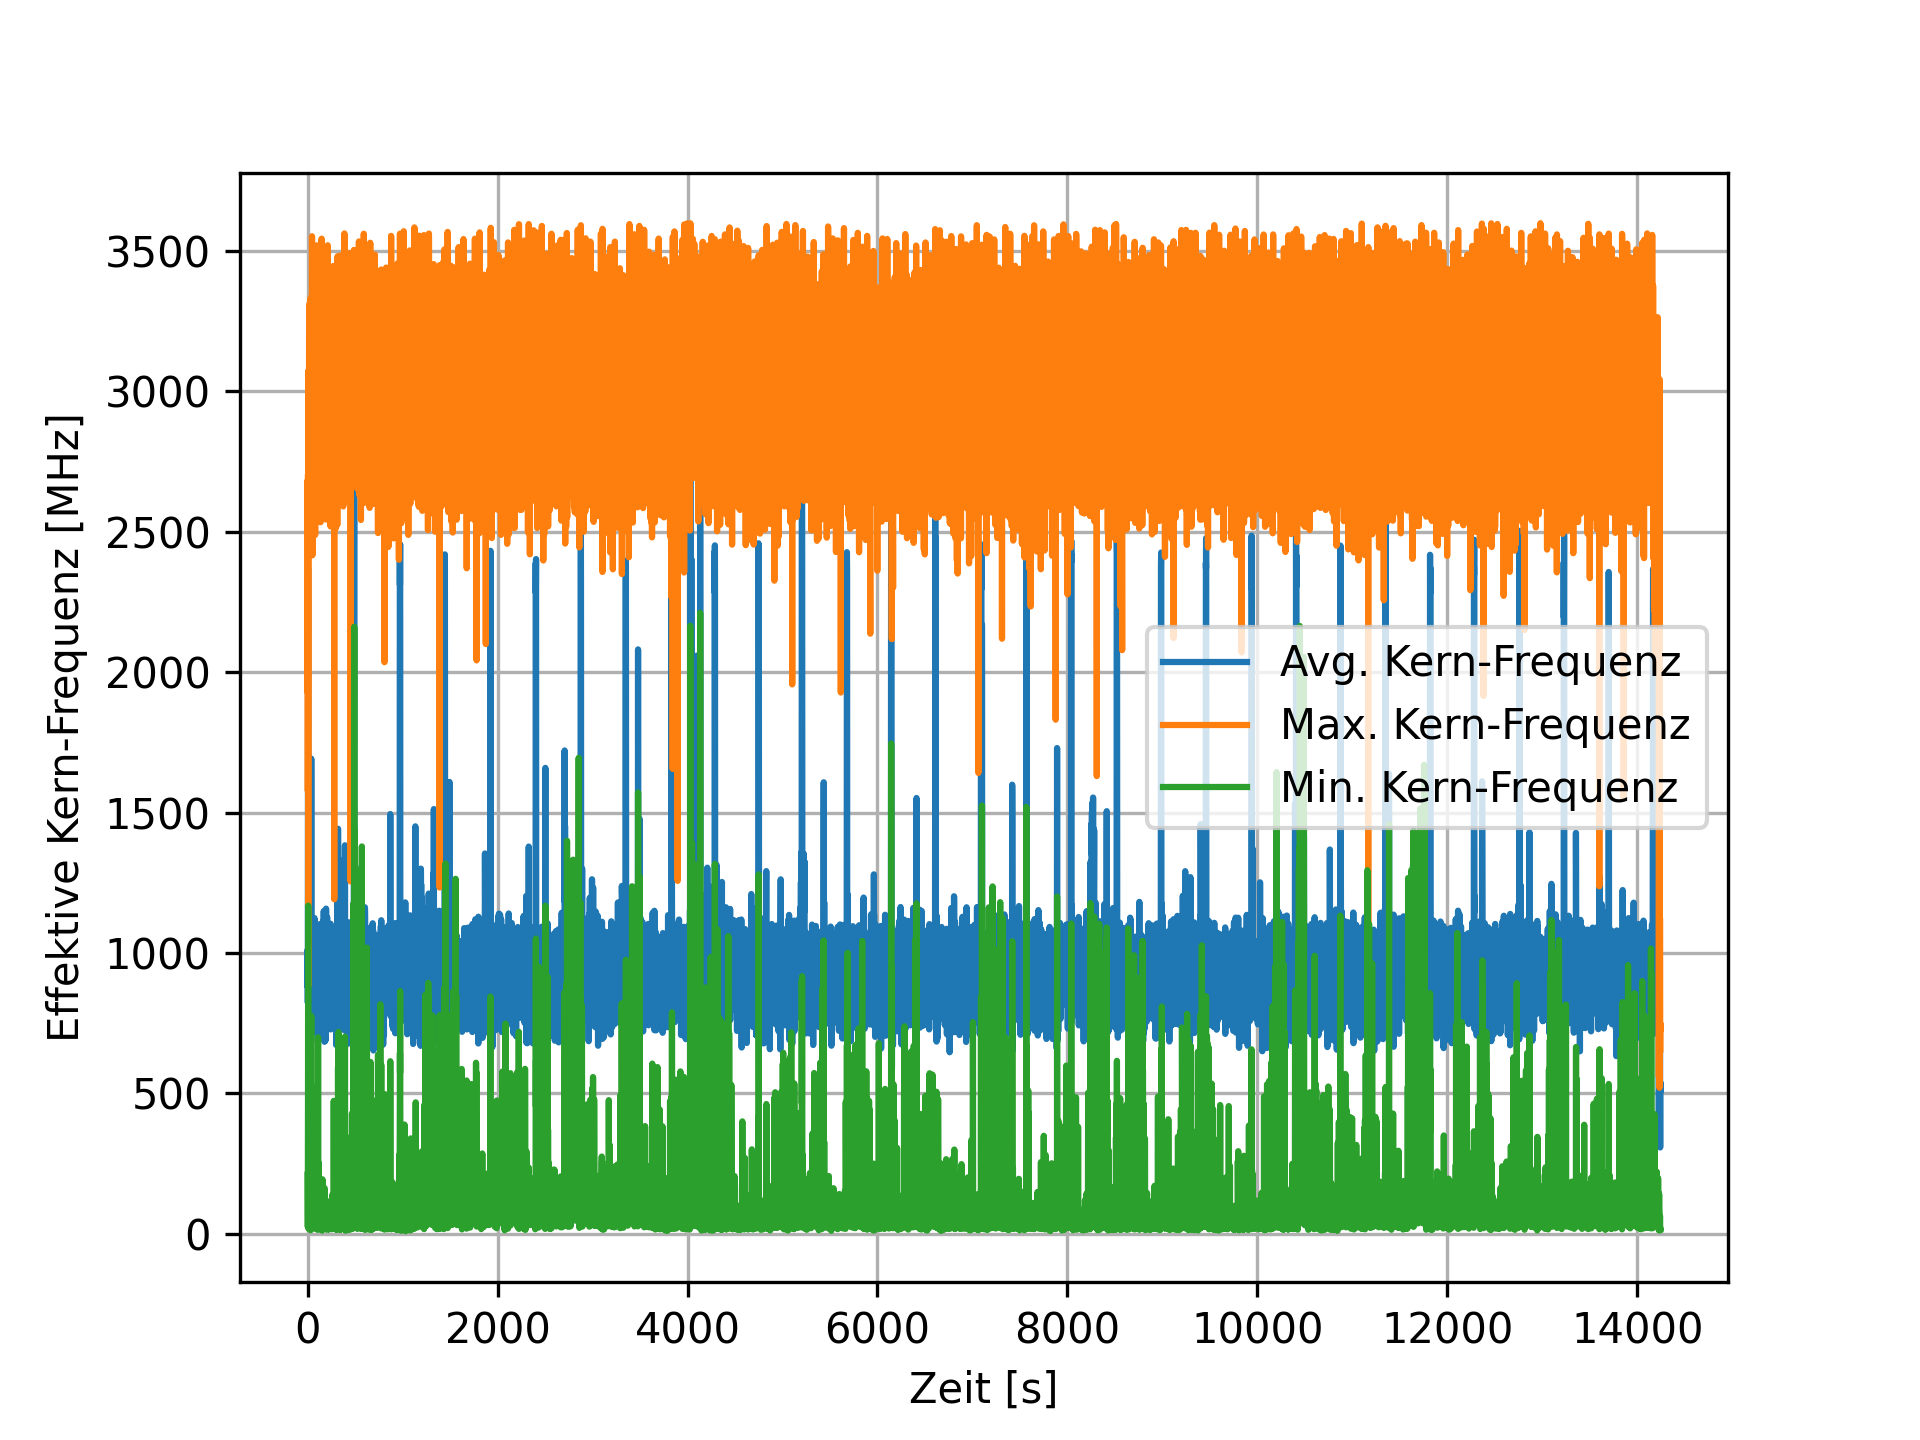 3500
3000
2500
2000
1500
1000
500
0
Effektive Kern-Frequenz [MHz]
Avg. Kern-Frequenz
Max. Kern-Frequenz
Min. Kern-Frequenz
0 2000 4000 6000 8000 10000 12000 14000
Zeit [s]